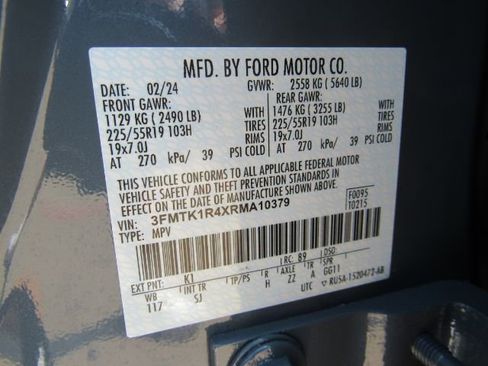 MFD. BY FORD MOTOR CO.
DATE: 02/24 GVWR: 2558 KG ( 5640 LB)
FRONT GAWR: REAR GAWR:
1129 KG ( 2490 LB) WITH 1476 KG ( 3255 LB) WITH
225/55R19 103H TIRES 225/55R19 103H TIRES
19x7.0J RIMS 19x7.0J RIMS
AT 270 kPa/ 39 PSI COLD AT 270 kPa/ 39 PSI COLD
THIS VEHICLE CONFORMS TO ALL APPLICABLE FEDERAL MOTOR
VEHICLE SAFETY AND THEFT PREVENTION STANDARDS IN
EFFECT ON THE DATE OF MANUFACTURE SHOWN ABOVE.
VIN: 3FMTK1R4XRMA10379 F0095
TYPE: MPV T0215
EXT PNT: K1 RC: 89 DSO:
WB INT TR TP/PS R AXLE TR SPR
117 SJ H ZZ A GG11
UTC ▽ RU5A-1520472-AB